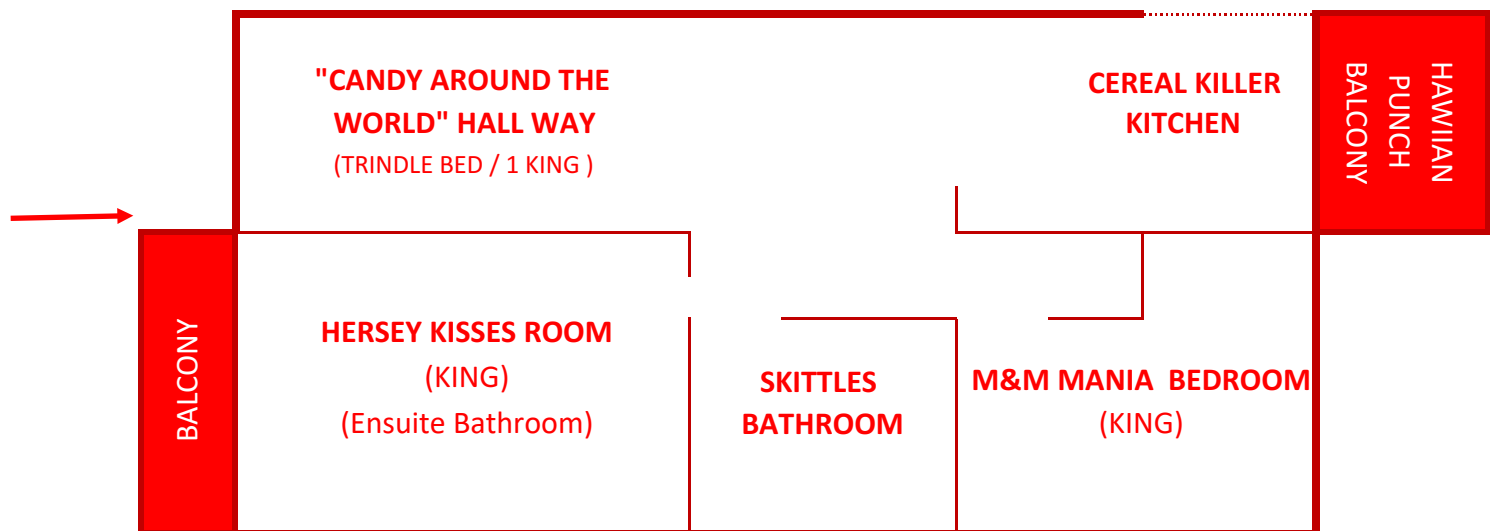 "CANDY AROUND THE
WORLD" HALL WAY
(TRINDLE BED / 1 KING )
CEREAL KILLER
KITCHEN
HAWIIAN
PUNCH
BALCONY
BALCONY
HERSEY KISSES ROOM
(KING)
(Ensuite Bathroom)
SKITTLES
BATHROOM
M&M MANIA  BEDROOM
(KING)